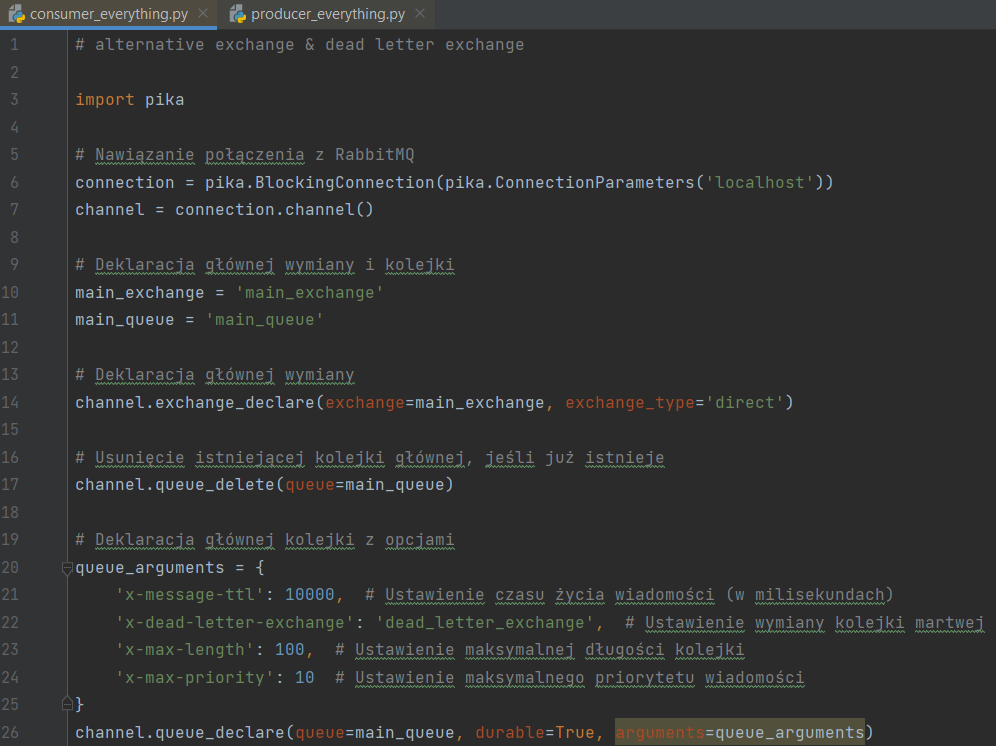 consumer_everything.py producer_everything.py
1 # alternative exchange & dead letter exchange
2
3 import pika
4
5 # Nawiązanie połączenia z RabbitMQ
6 connection = pika.BlockingConnection(pika.ConnectionParameters('localhost'))
7 channel = connection.channel()
8
9 # Deklaracja głównej wymiany i kolejki
10 main_exchange = 'main_exchange'
11 main_queue = 'main_queue'
12
13 # Deklaracja głównej wymiany
14 channel.exchange_declare(exchange=main_exchange, exchange_type='direct')
15
16 # Usunięcie istniejącej kolejki głównej, jeśli już istnieje
17 channel.queue_delete(queue=main_queue)
18
19 # Deklaracja głównej kolejki z opcjami
20 queue_arguments = {
21     'x-message-ttl': 10000,  # Ustawienie czasu życia wiadomości (w milisekundach)
22     'x-dead-letter-exchange': 'dead_letter_exchange',  # Ustawienie wymiany kolejki martwej
23     'x-max-length': 100,  # Ustawienie maksymalnej długości kolejki
24     'x-max-priority': 10  # Ustawienie maksymalnego priorytetu wiadomości
25 }
26 channel.queue_declare(queue=main_queue, durable=True, arguments=queue_arguments)